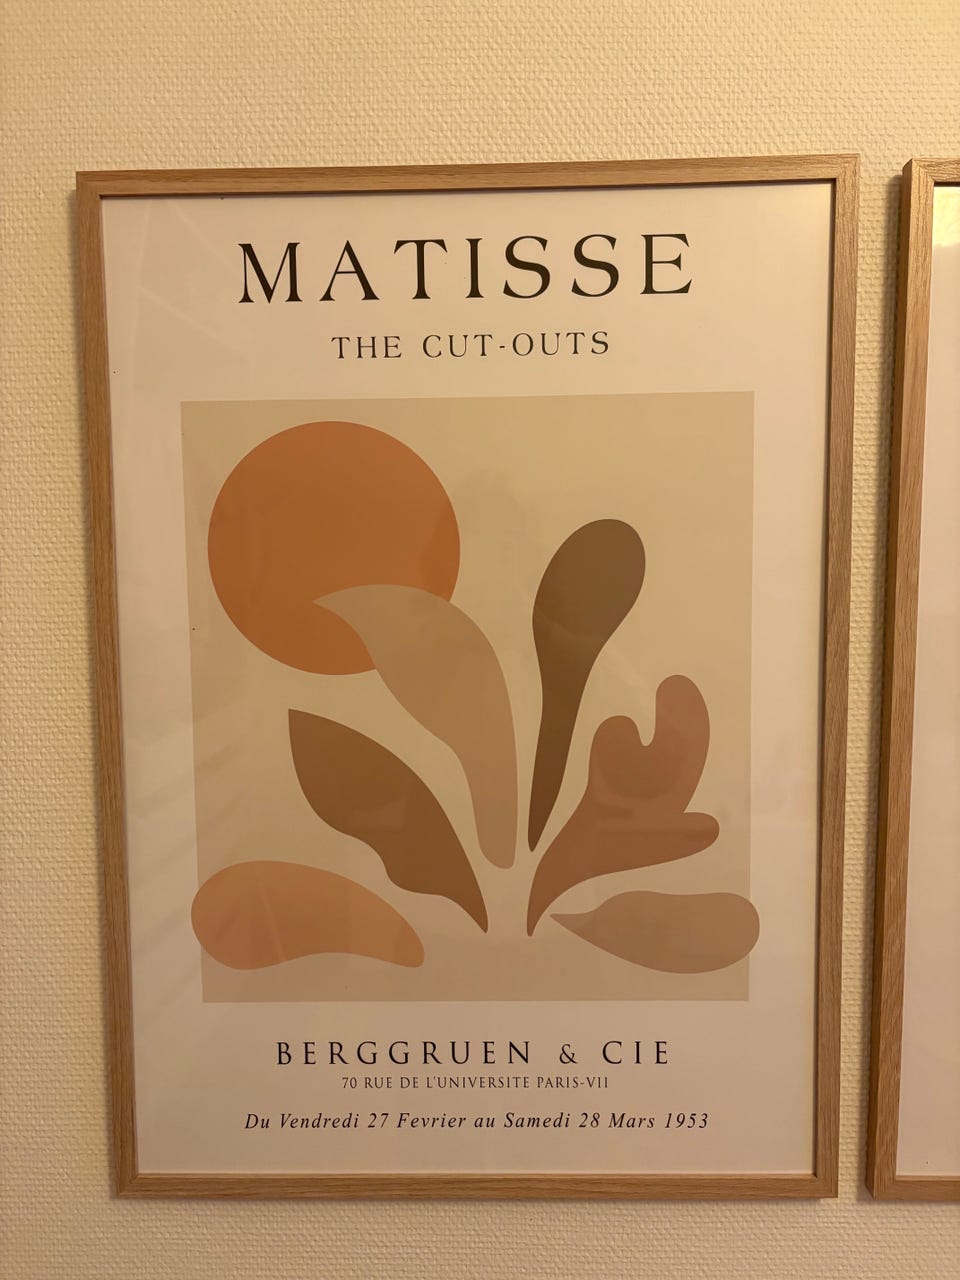 MATISSE
THE CUT-OUTS
BERGGRUEN & CIE
70 RUE DE L'UNIVERSITE PARIS-VII
Du Vendredi 27 Fevrier au Samedi 28 Mars 1953